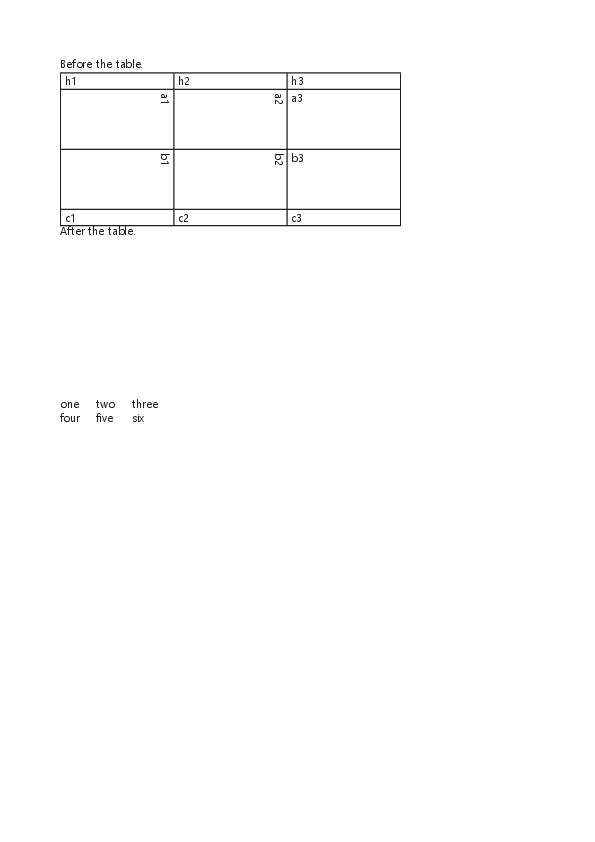 Before the table.
h1 h2 h3
a1 a2 a3
b1 b2 b3
c1 c2 c3
After the table.
one two three
four five six